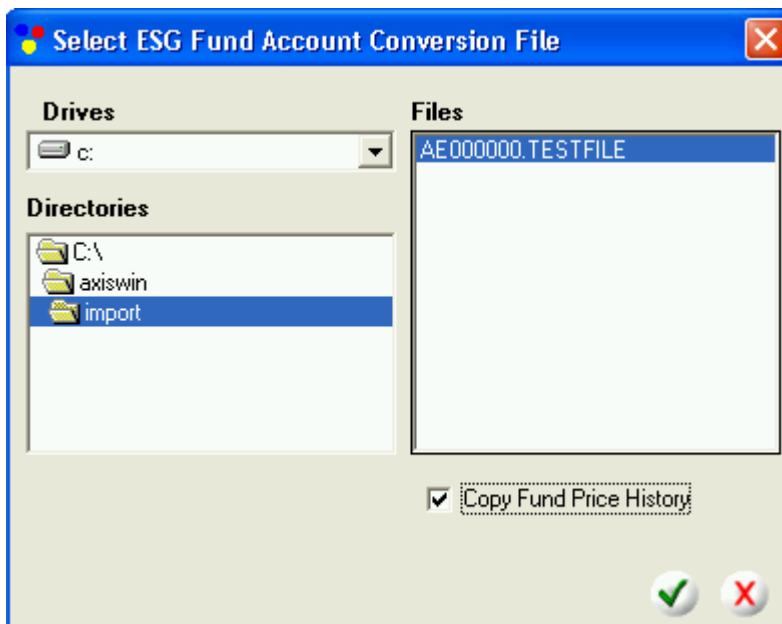 Select ESG Fund Account Conversion File
Drives
c:
Directories
C:\
axiswin
import
Files
AE000000.TESTFILE
Copy Fund Price History